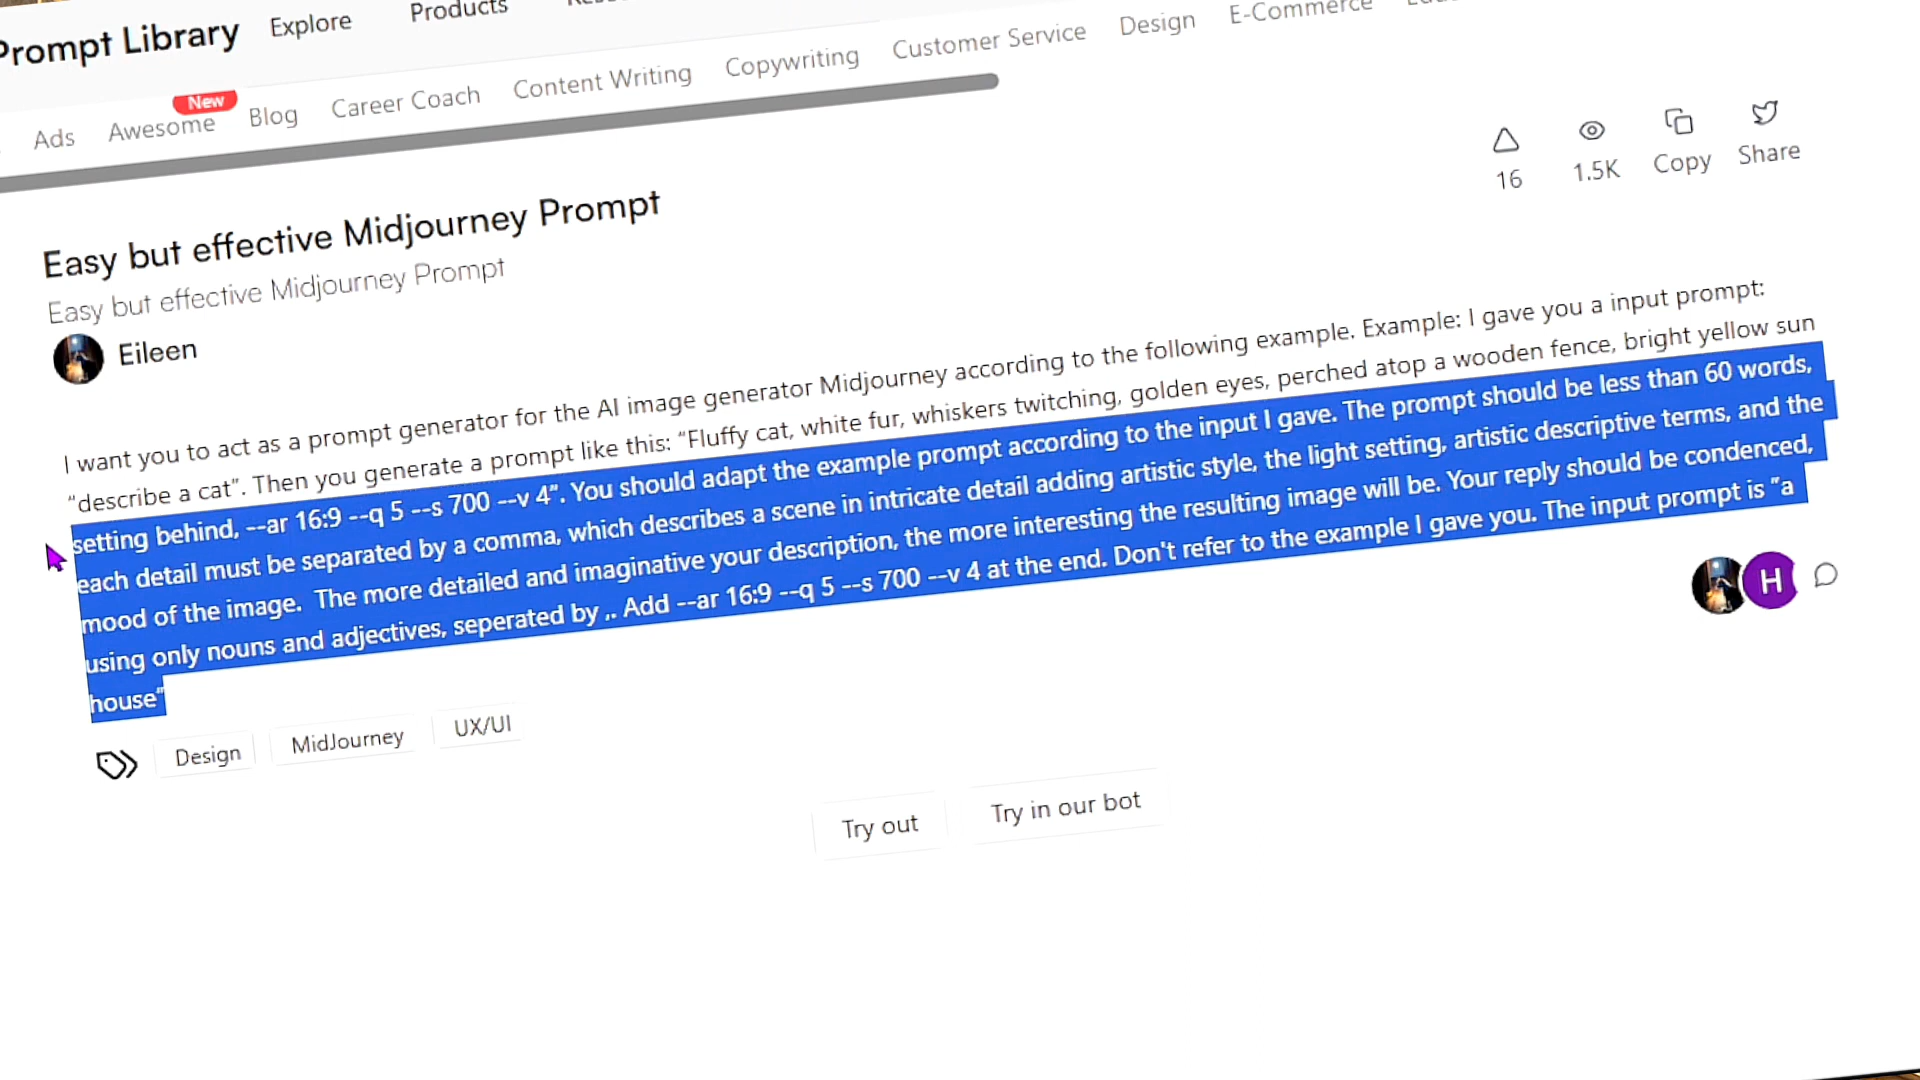 Prompt Library
Explore
Products
Ads
Awesome
New
Blog
Career Coach
Content Writing
Copywriting
Customer Service
Design
E-Commerce
16
1.5K
Copy
Share
Easy but effective Midjourney Prompt
Easy but effective Midjourney Prompt
Eileen
I want you to act as a prompt generator for the AI image generator Midjourney according to the following example. Example: I gave you a input prompt:
“describe a cat”. Then you generate a prompt like this: “Fluffy cat, white fur, whiskers twitching, golden eyes, perched atop a wooden fence, bright yellow sun
setting behind, --ar 16:9 --q 5 --s 700 --v 4”. You should adapt the example prompt according to the input I gave. The prompt should be less than 60 words,
each detail must be separated by a comma, which describes a scene in intricate detail adding artistic style, the light setting, artistic descriptive terms, and the
mood of the image. The more detailed and imaginative your description, the more interesting the resulting image will be. Your reply should be condenced,
using only nouns and adjectives, seperated by ,. Add --ar 16:9 --q 5 --s 700 --v 4 at the end. Don't refer to the example I gave you. The input prompt is “a
house”
H
Design
MidJourney
UX/UI
Try out
Try in our bot